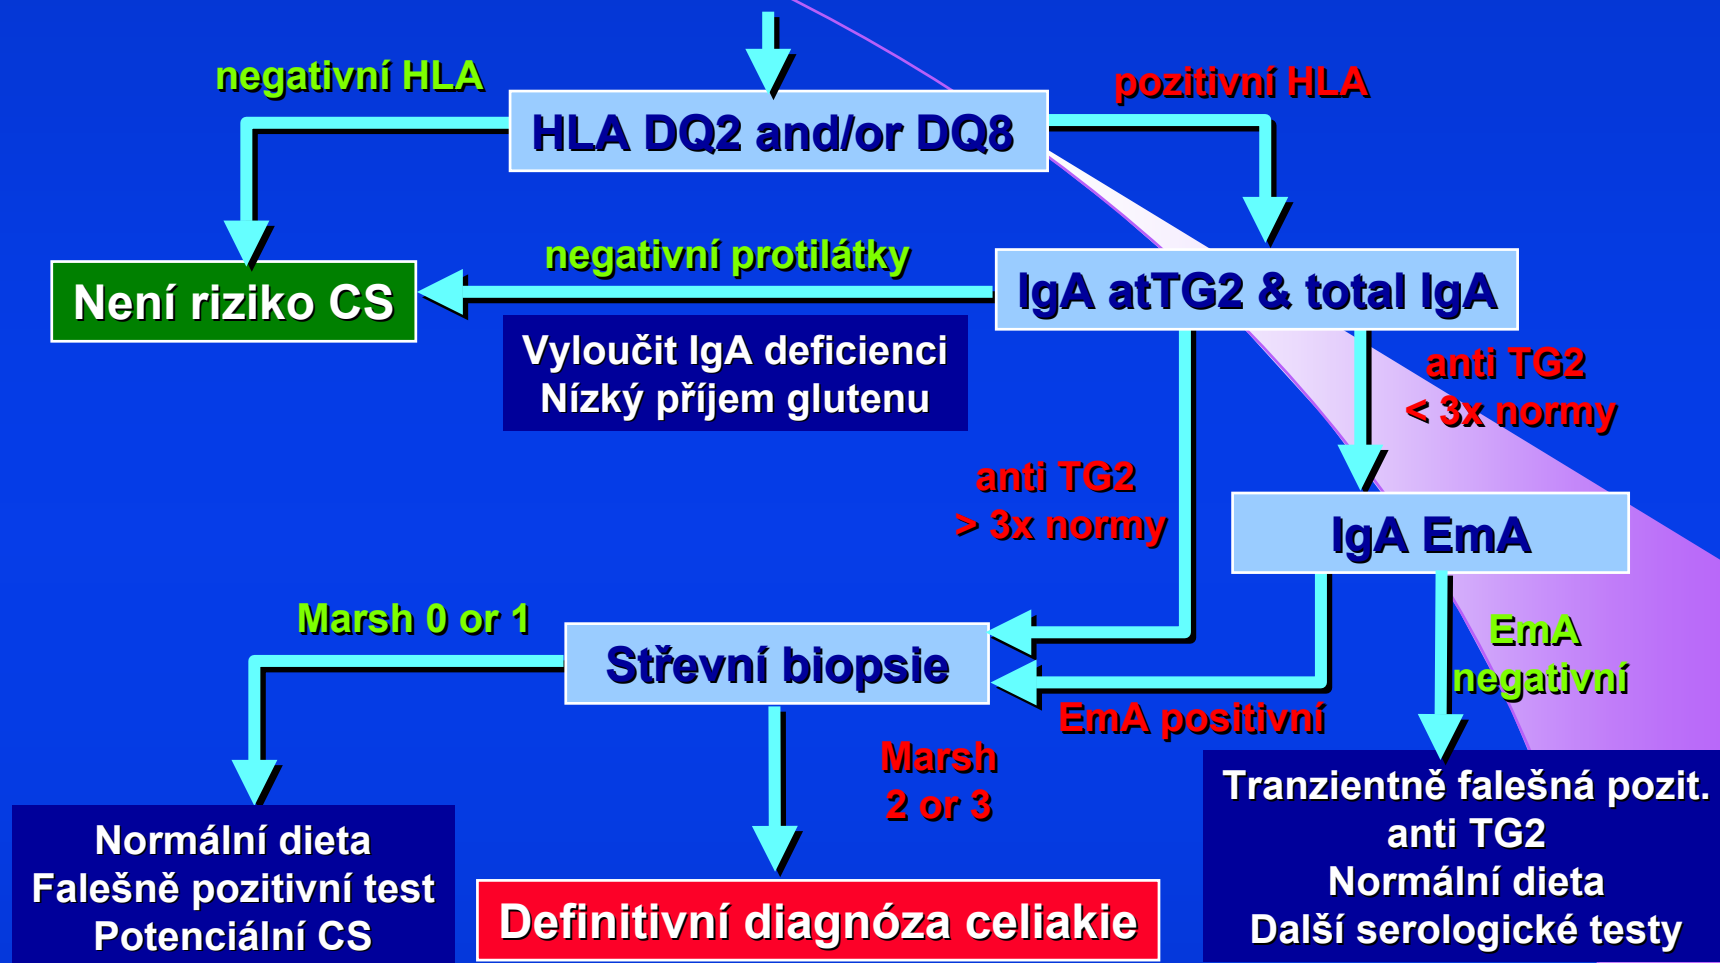 negativní HLA
pozitivní HLA
HLA DQ2 and/or DQ8
negativní protilátky
Není riziko CS
IgA atTG2 & total IgA
Vyloučit IgA deficienci
Nízký příjem glutenu
anti TG2
< 3x normy
anti TG2
> 3x normy
IgA EmA
Marsh 0 or 1
Střevní biopsie
EmA
negativní
EmA positivní
Marsh
2 or 3
Normální dieta
Falešně pozitivní test
Potenciální CS
Definitivní diagnóza celiakie
Tranzientně falešná pozit.
anti TG2
Normální dieta
Další serologické testy